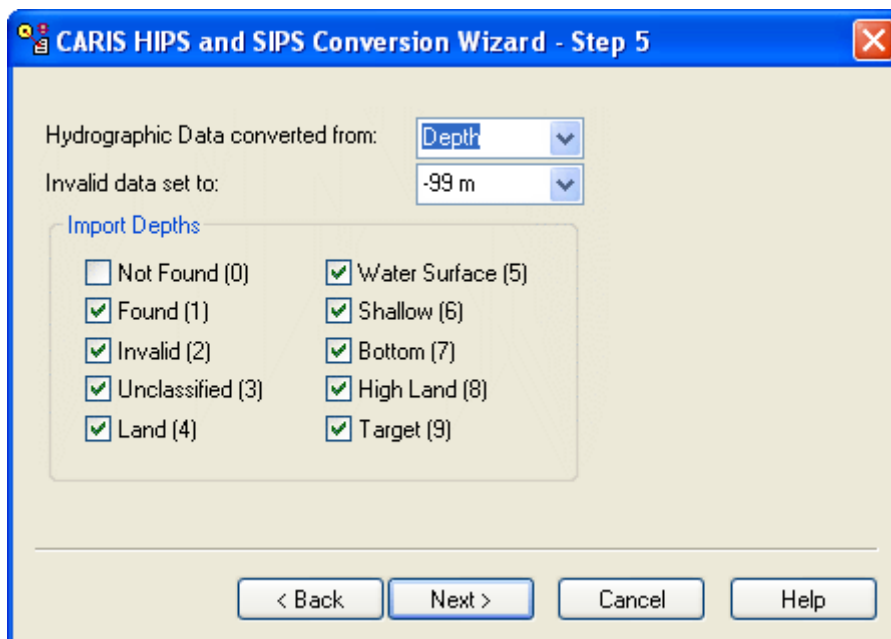 CARIS HIPS and SIPS Conversion Wizard - Step 5
Hydrographic Data converted from: Depth
Invalid data set to: -99 m
Import Depths
Not Found (0) Water Surface (5)
Found (1) Shallow (6)
Invalid (2) Bottom (7)
Unclassified (3) High Land (8)
Land (4) Target (9)
< Back Next > Cancel Help